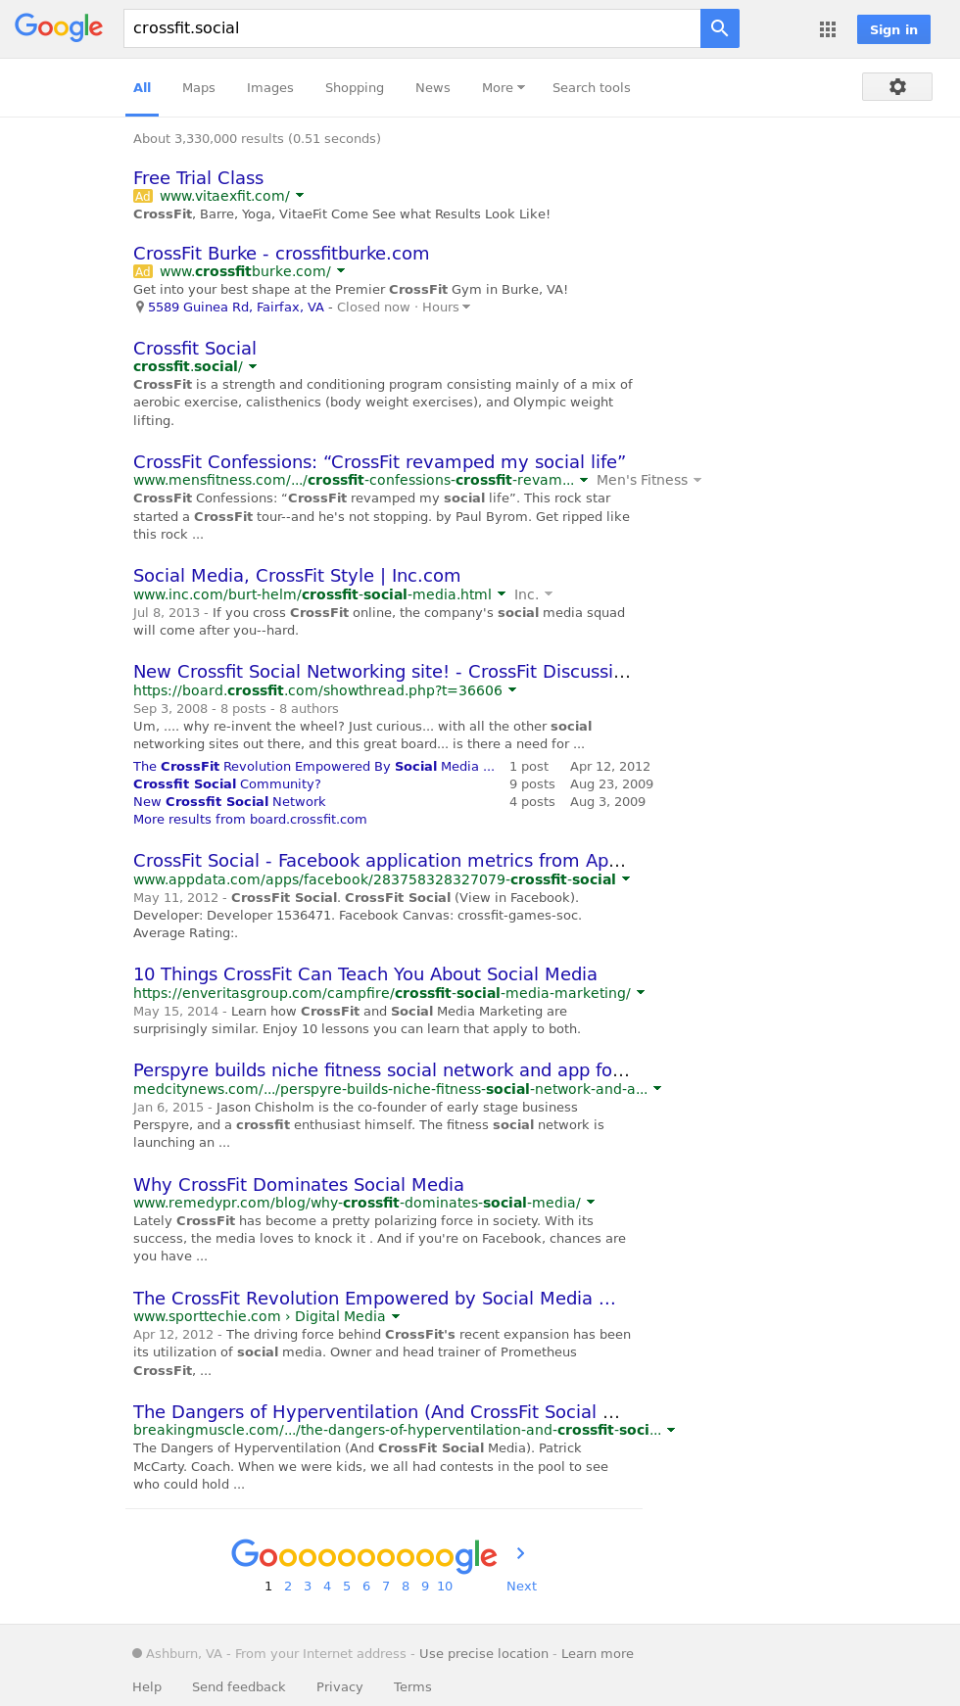 Google
crossfit.social
Sign in
All Maps Images Shopping News More Search tools
About 3,330,000 results (0.51 seconds)
Free Trial Class
Ad www.vitaexfit.com/
CrossFit, Barre, Yoga, VitaeFit Come See what Results Look Like!
CrossFit Burke - crossfitburke.com
Ad www.crossfitburke.com/
Get into your best shape at the Premier CrossFit Gym in Burke, VA!
5589 Guinea Rd, Fairfax, VA - Closed now · Hours
Crossfit Social
crossfit.social/
CrossFit is a strength and conditioning program consisting mainly of a mix of
aerobic exercise, calisthenics (body weight exercises), and Olympic weight
lifting.
CrossFit Confessions: “CrossFit revamped my social life”
www.mensfitness.com/.../crossfit-confessions-crossfit-revam... Men's Fitness
CrossFit Confessions: “CrossFit revamped my social life”. This rock star
started a CrossFit tour--and he's not stopping. by Paul Byrom. Get ripped like
this rock ...
Social Media, CrossFit Style | Inc.com
www.inc.com/burt-helm/crossfit-social-media.html Inc.
Jul 8, 2013 - If you cross CrossFit online, the company's social media squad
will come after you--hard.
New Crossfit Social Networking site! - CrossFit Discussi...
https://board.crossfit.com/showthread.php?t=36606
Sep 3, 2008 - 8 posts - 8 authors
Um, .... why re-invent the wheel? Just curious... with all the other social
networking sites out there, and this great board... is there a need for ...
The CrossFit Revolution Empowered By Social Media ... 1 post Apr 12, 2012
Crossfit Social Community? 9 posts Aug 23, 2009
New Crossfit Social Network 4 posts Aug 3, 2009
More results from board.crossfit.com
CrossFit Social - Facebook application metrics from Ap...
www.appdata.com/apps/facebook/283758328327079-crossfit-social
May 11, 2012 - CrossFit Social. CrossFit Social (View in Facebook).
Developer: Developer 1536471. Facebook Canvas: crossfit-games-soc.
Average Rating:.
10 Things CrossFit Can Teach You About Social Media
https://enveritasgroup.com/campfire/crossfit-social-media-marketing/
May 15, 2014 - Learn how CrossFit and Social Media Marketing are
surprisingly similar. Enjoy 10 lessons you can learn that apply to both.
Perspyre builds niche fitness social network and app fo...
medcitynews.com/.../perspyre-builds-niche-fitness-social-network-and-a...
Jan 6, 2015 - Jason Chisholm is the co-founder of early stage business
Perspyre, and a crossfit enthusiast himself. The fitness social network is
launching an ...
Why CrossFit Dominates Social Media
www.remedypr.com/blog/why-crossfit-dominates-social-media/
Lately CrossFit has become a pretty polarizing force in society. With its
success, the media loves to knock it . And if you're on Facebook, chances are
you have ...
The CrossFit Revolution Empowered by Social Media ...
www.sporttechie.com › Digital Media
Apr 12, 2012 - The driving force behind CrossFit's recent expansion has been
its utilization of social media. Owner and head trainer of Prometheus
CrossFit, ...
The Dangers of Hyperventilation (And CrossFit Social ...
breakingmuscle.com/.../the-dangers-of-hyperventilation-and-crossfit-soci...
The Dangers of Hyperventilation (And CrossFit Social Media). Patrick
McCarty. Coach. When we were kids, we all had contests in the pool to see
who could hold ...
Goooooooooogle
1 2 3 4 5 6 7 8 9 10 Next
Ashburn, VA - From your Internet address - Use precise location - Learn more
Help Send feedback Privacy Terms